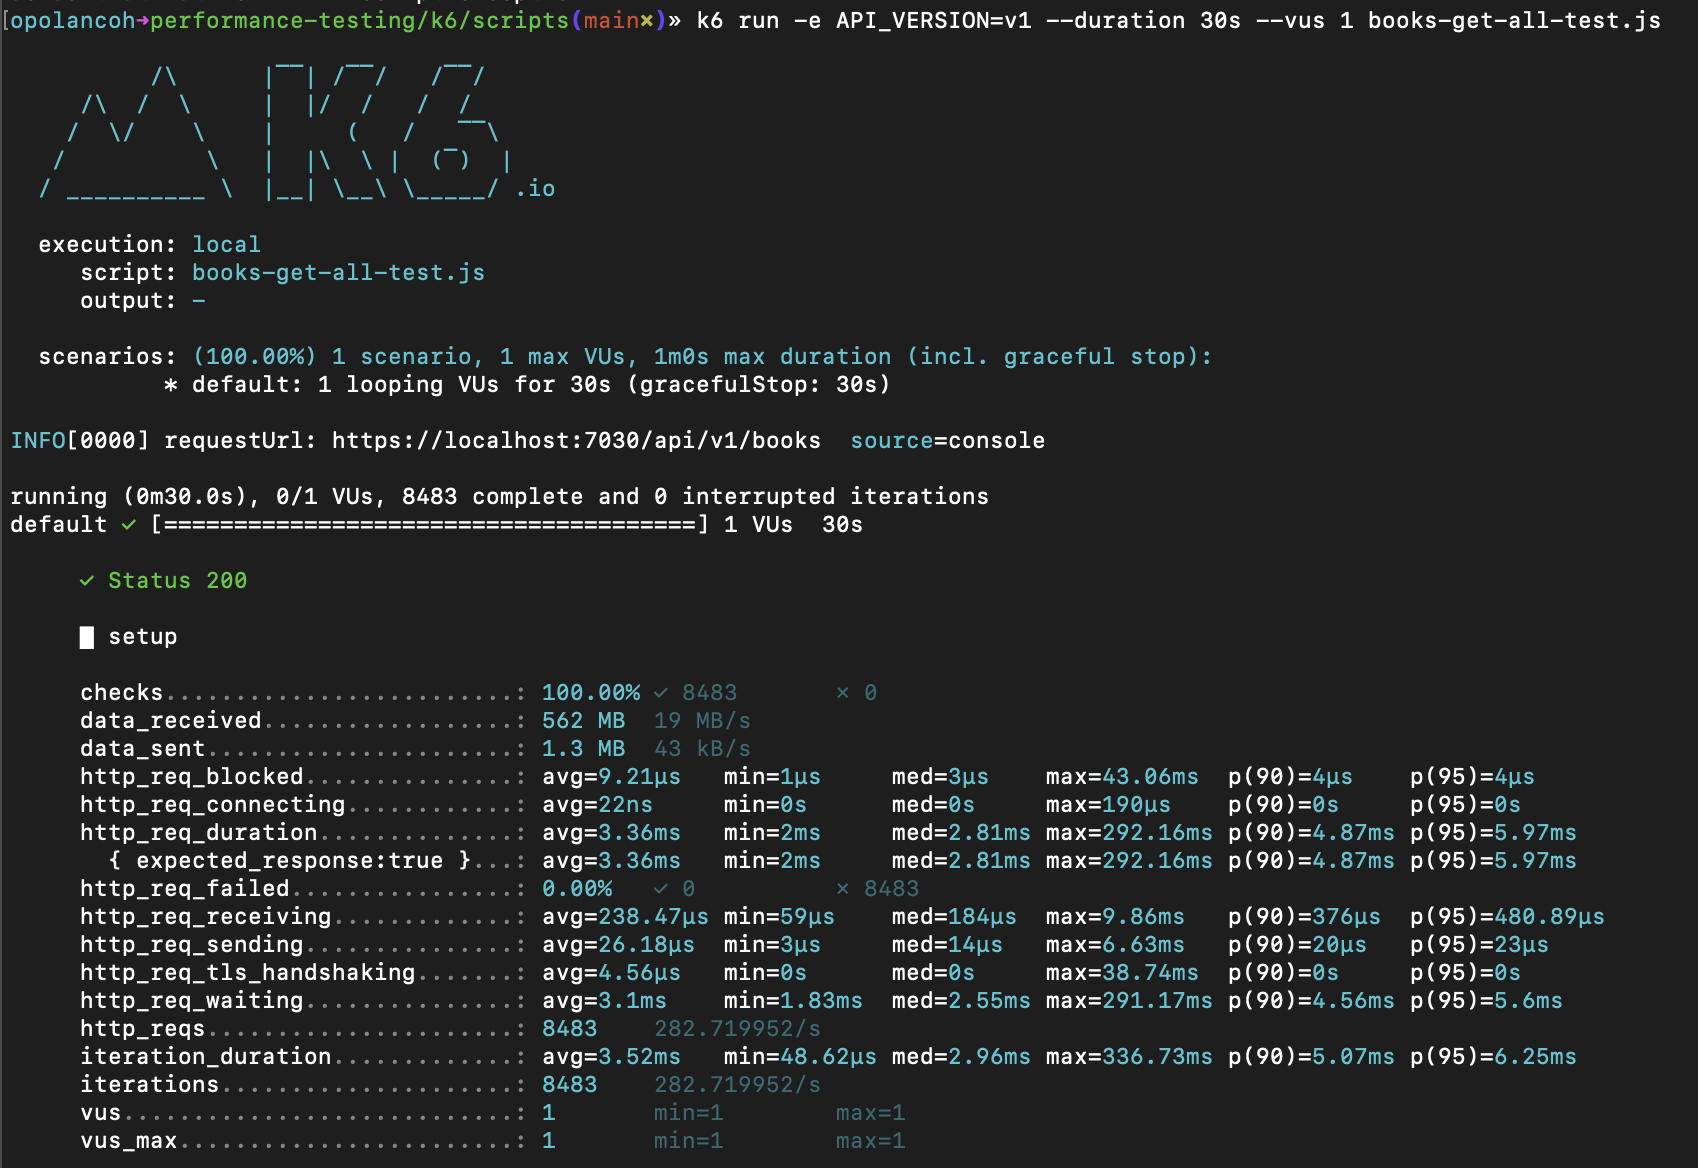 [opolancoh➜performance-testing/k6/scripts(main×)» k6 run -e API_VERSION=v1 --duration 30s --vus 1 books-get-all-test.js
          /\      |‾‾| /‾‾/   /‾‾/
     /\  /  \     |  |/  /   /  /
    /  \/    \    |     (   /   ‾‾\
   /          \   |  |\  \ |  (‾)  |
  / __________ \  |__| \__\ \_____/ .io
  execution: local
     script: books-get-all-test.js
     output: -
  scenarios: (100.00%) 1 scenario, 1 max VUs, 1m0s max duration (incl. graceful stop):
           * default: 1 looping VUs for 30s (gracefulStop: 30s)
INFO[0000] requestUrl: https://localhost:7030/api/v1/books  source=console
running (0m30.0s), 0/1 VUs, 8483 complete and 0 interrupted iterations
default ✓ [======================================] 1 VUs  30s
     ✓ Status 200
     █ setup
     checks.........................: 100.00% ✓ 8483       ✗ 0
     data_received..................: 562 MB  19 MB/s
     data_sent......................: 1.3 MB  43 kB/s
     http_req_blocked...............: avg=9.21µs   min=1µs     med=3µs    max=43.06ms  p(90)=4µs    p(95)=4µs
     http_req_connecting............: avg=22ns     min=0s      med=0s     max=190µs    p(90)=0s     p(95)=0s
     http_req_duration..............: avg=3.36ms   min=2ms     med=2.81ms max=292.16ms p(90)=4.87ms p(95)=5.97ms
       { expected_response:true }...: avg=3.36ms   min=2ms     med=2.81ms max=292.16ms p(90)=4.87ms p(95)=5.97ms
     http_req_failed................: 0.00%   ✓ 0          ✗ 8483
     http_req_receiving.............: avg=238.47µs min=59µs    med=184µs  max=9.86ms   p(90)=376µs  p(95)=480.89µs
     http_req_sending...............: avg=26.18µs  min=3µs     med=14µs   max=6.63ms   p(90)=20µs   p(95)=23µs
     http_req_tls_handshaking.......: avg=4.56µs   min=0s      med=0s     max=38.74ms  p(90)=0s     p(95)=0s
     http_req_waiting...............: avg=3.1ms    min=1.83ms  med=2.55ms max=291.17ms p(90)=4.56ms p(95)=5.6ms
     http_reqs......................: 8483    282.719952/s
     iteration_duration.............: avg=3.52ms   min=48.62µs med=2.96ms max=336.73ms p(90)=5.07ms p(95)=6.25ms
     iterations.....................: 8483    282.719952/s
     vus............................: 1       min=1        max=1
     vus_max........................: 1       min=1        max=1